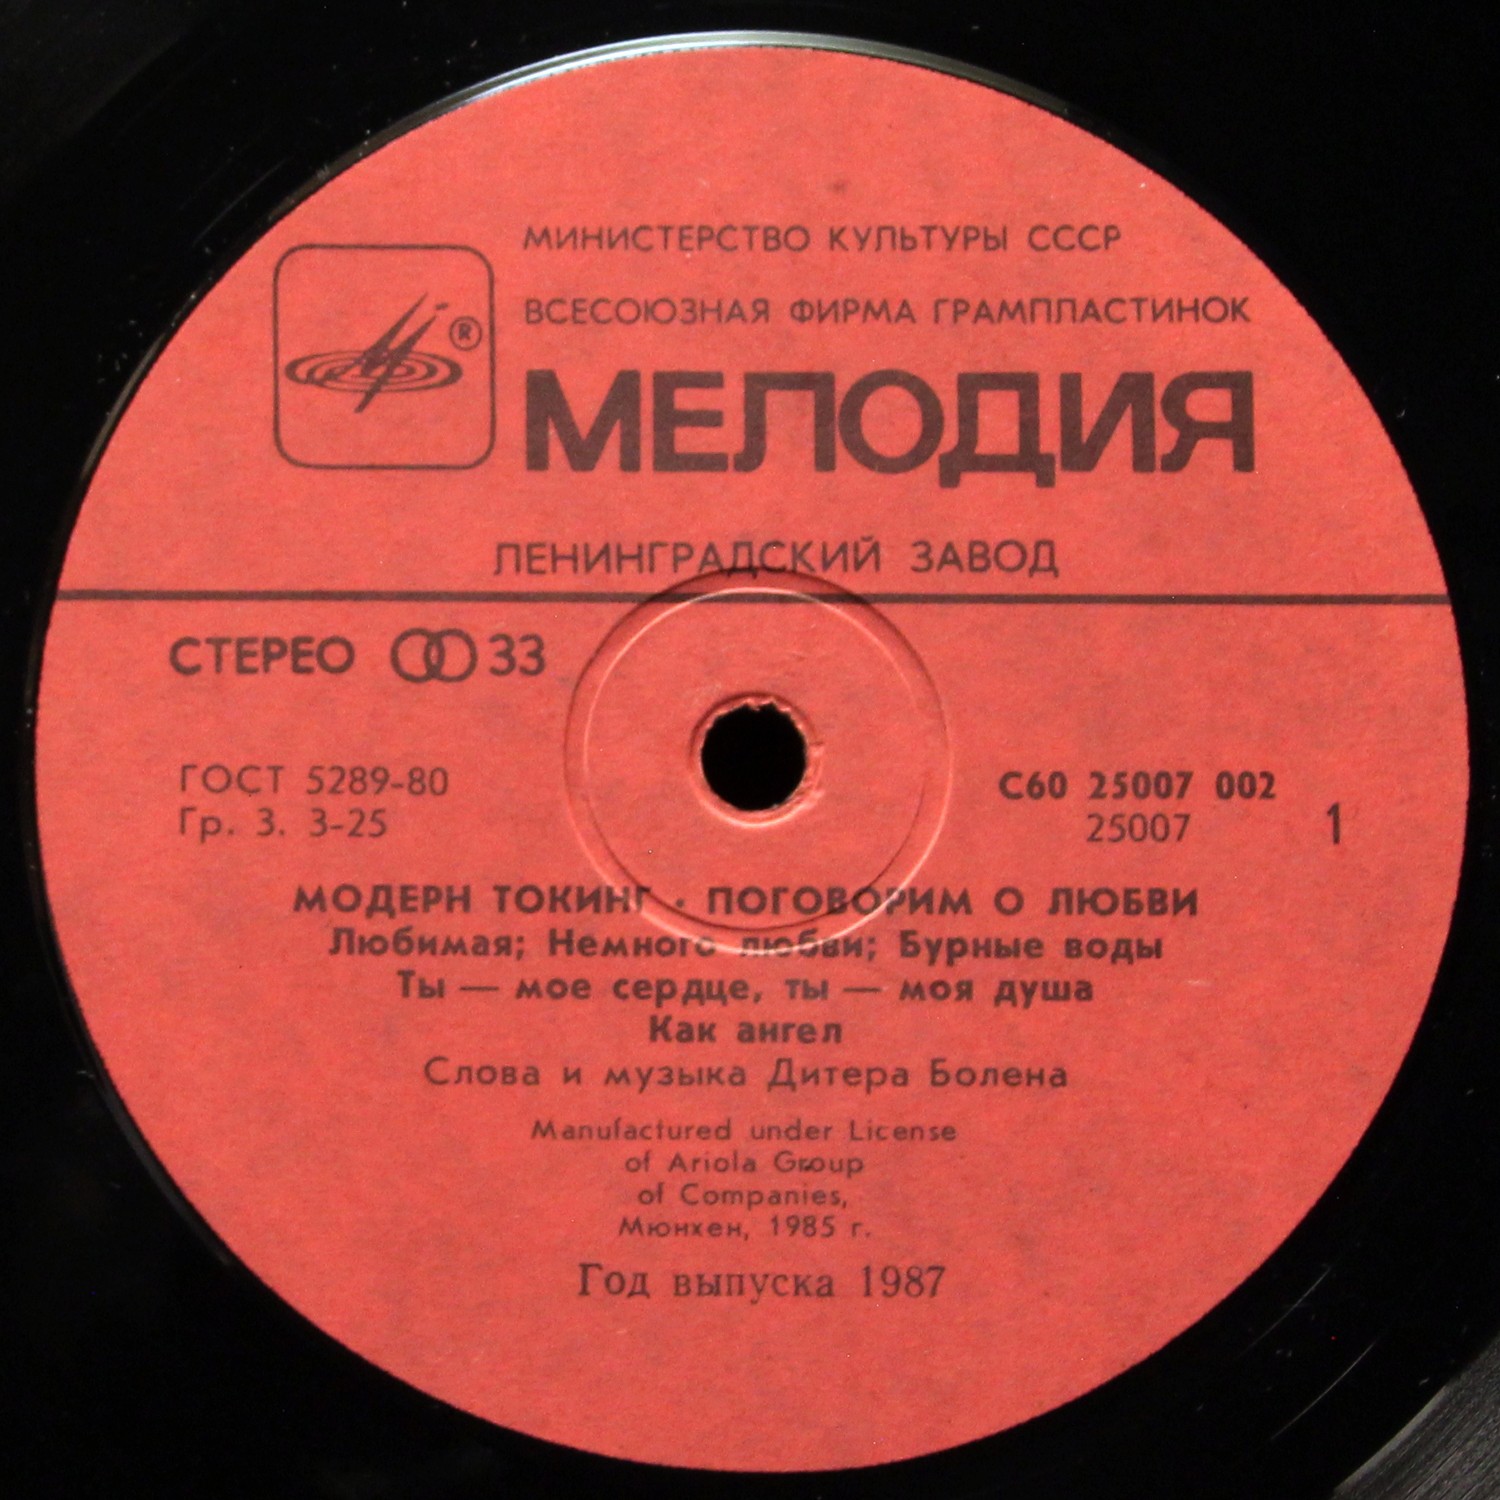 МИНИСТЕРСТВО КУЛЬТУРЫ СССР
ВСЕСОЮЗНАЯ ФИРМА ГРАМПЛАСТИНОК
®
МЕЛОДИЯ
ЛЕНИНГРАДСКИЙ ЗАВОД
СТЕРЕО 33
ГОСТ 5289-80
Гр. 3. 3-25
С60 25007 002
25007
1
МОДЕРН ТОКИНГ · ПОГОВОРИМ О ЛЮБВИ
Любимая; Немного любви; Бурные воды
Ты — мое сердце, ты — моя душа
Как ангел
Слова и музыка Дитера Болена
Manufactured under License
of Ariola Group
of Companies,
Мюнхен, 1985 г.
Год выпуска 1987